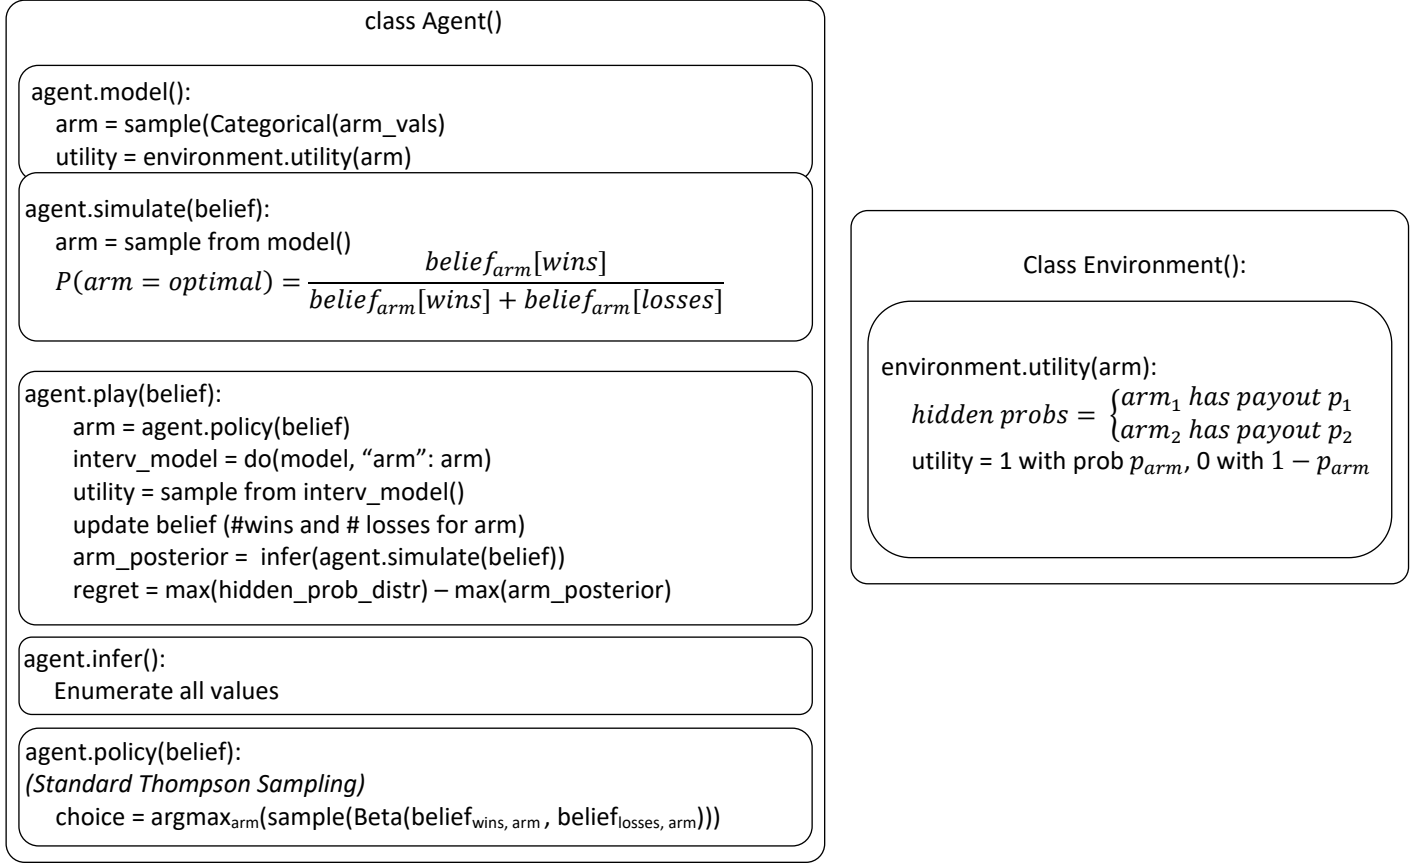 class Agent()
agent.model():
arm = sample(Categorical(arm_vals)
utility = environment.utility(arm)
agent.simulate(belief):
arm = sample from model()
P(arm = optimal) = belief_arm[wins] / (belief_arm[wins] + belief_arm[losses])
agent.play(belief):
arm = agent.policy(belief)
interv_model = do(model, “arm”: arm)
utility = sample from interv_model()
update belief (#wins and # losses for arm)
arm_posterior =  infer(agent.simulate(belief))
regret = max(hidden_prob_distr) – max(arm_posterior)
agent.infer():
Enumerate all values
agent.policy(belief):
(Standard Thompson Sampling)
choice = argmax_arm(sample(Beta(belief_wins, arm , belief_losses, arm)))
Class Environment():
environment.utility(arm):
hidden probs = { arm_1 has payout p_1
arm_2 has payout p_2
utility = 1 with prob p_arm, 0 with 1 − p_arm